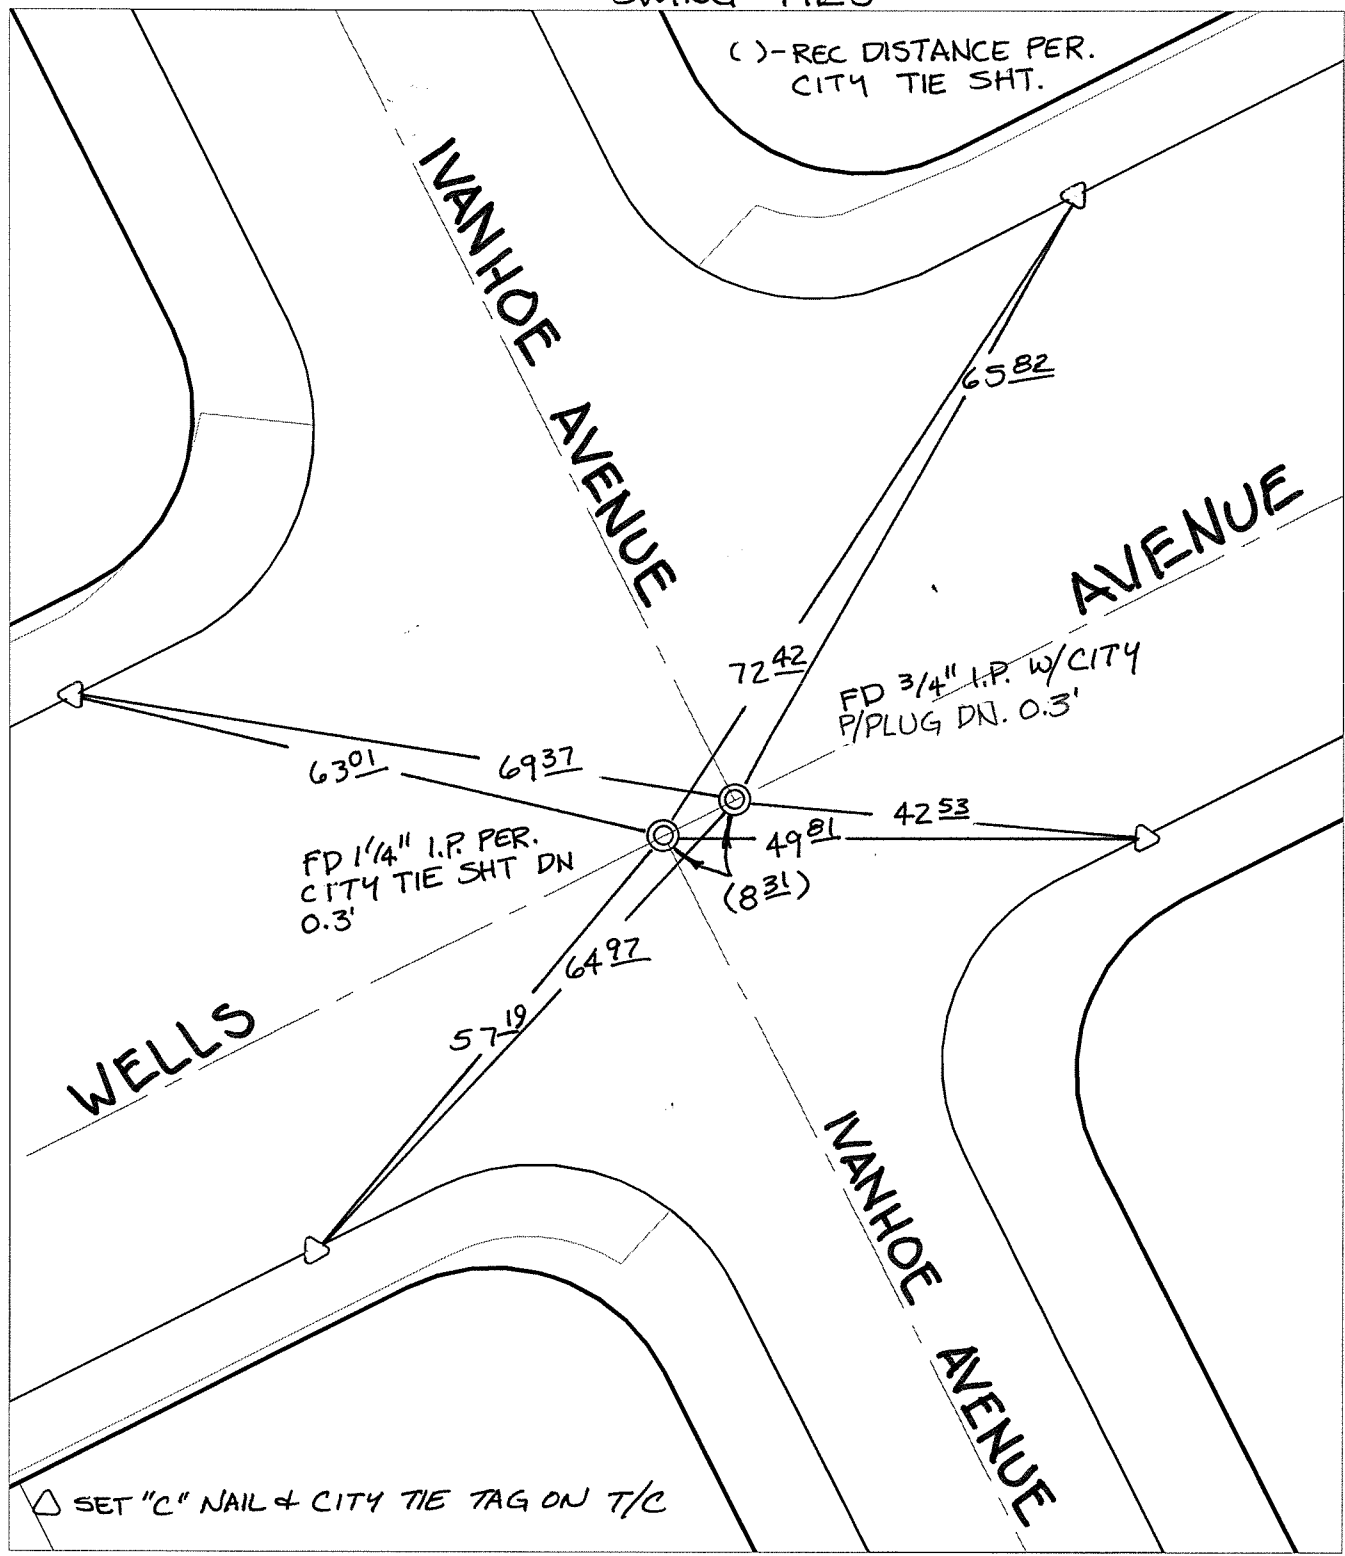 SWING TIES
( )-REC DISTANCE PER.
CITY TIE SHT.
IVANHOE AVENUE
65 82
AVENUE
72 42
FD 3/4" I.P. W/CITY
P/PLUG DN. 0.3'
63 01
69 37
42 53
49 81
(8 31)
FD 1 1/4" I.P. PER.
CITY TIE SHT DN
0.3'
64 97
57 19
WELLS
IVANHOE AVENUE
SET "C" NAIL & CITY TIE TAG ON T/C